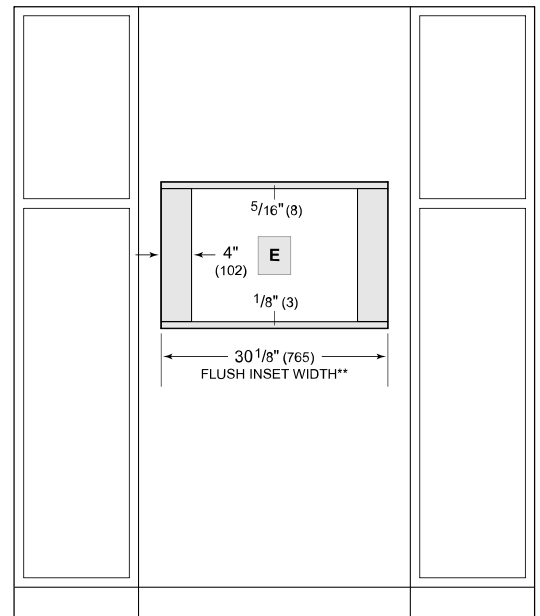 5/16" (8)
4"
(102)
E
1/8" (3)
30 1/8" (765)
FLUSH INSET WIDTH**